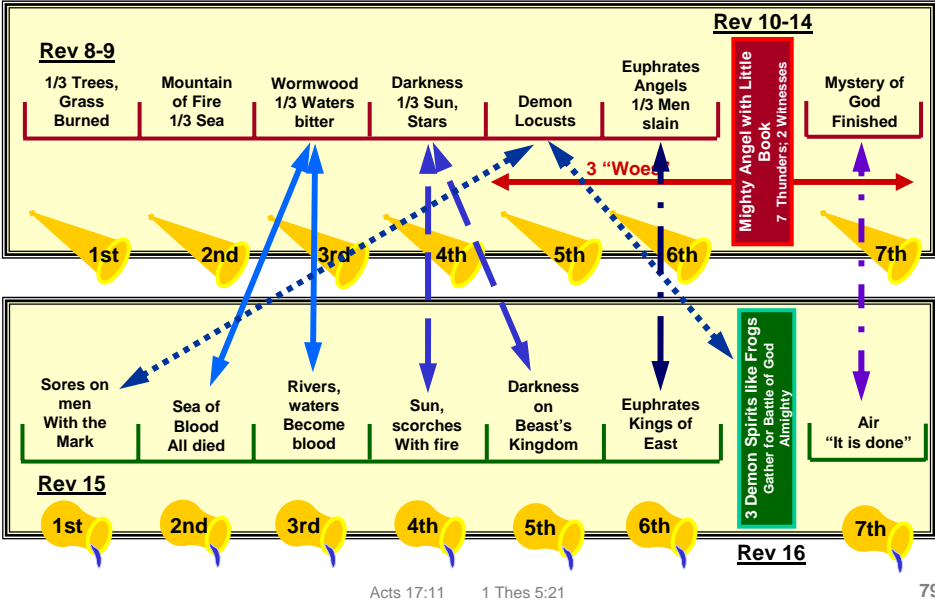 Rev 10-14
Rev 8-9
1/3 Trees,
Grass
Burned
Mountain
of Fire
1/3 Sea
Wormwood
1/3 Waters
bitter
Darkness
1/3 Sun,
Stars
Demon
Locusts
Euphrates
Angels
1/3 Men
slain
Mighty Angel with Little
Book
7 Thunders; 2 Witnesses
Mystery of
God
Finished
3 “Woes”
1st
2nd
3rd
4th
5th
6th
7th
Sores on
men
With the
Mark
Sea of
Blood
All died
Rivers,
waters
Become
blood
Sun,
scorches
With fire
Darkness
on
Beast’s
Kingdom
Euphrates
Kings of
East
3 Demon Spirits like Frogs
Gather for Battle of God
Almighty
Air
“It is done”
Rev 15
1st
2nd
3rd
4th
5th
6th
7th
Rev 16
Acts 17:11 1 Thes 5:21
79